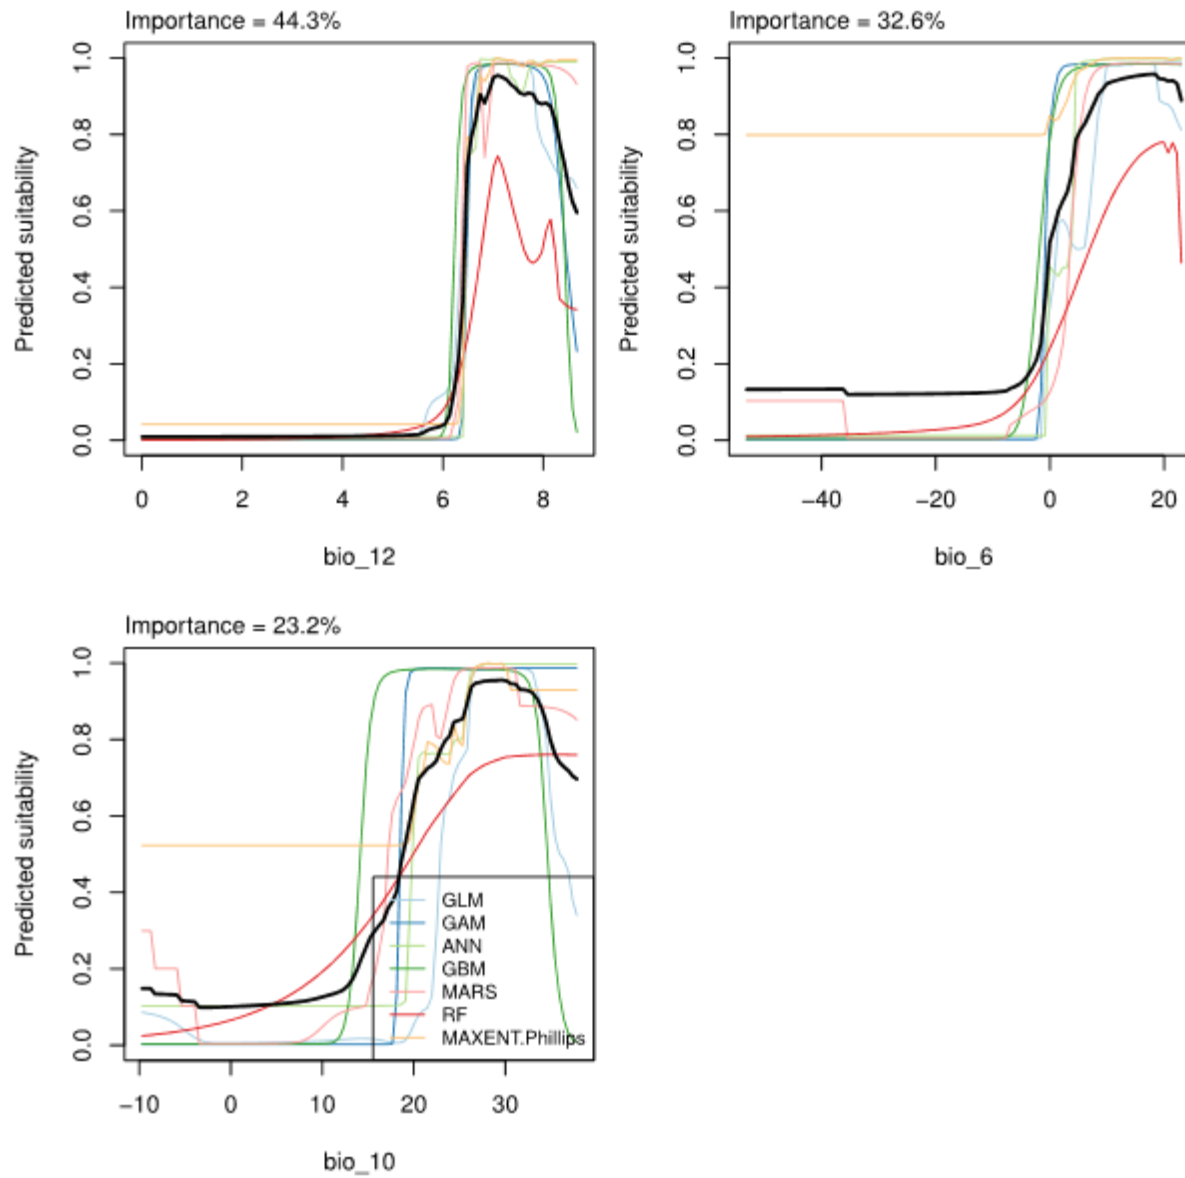 Importance = 44.3%
Predicted suitability
0.0 0.2 0.4 0.6 0.8 1.0
0 2 4 6 8
bio_12
Importance = 32.6%
Predicted suitability
0.0 0.2 0.4 0.6 0.8 1.0
−40 −20 0 20
bio_6
Importance = 23.2%
Predicted suitability
0.0 0.2 0.4 0.6 0.8 1.0
GLM
GAM
ANN
GBM
MARS
RF
MAXENT.Phillips
−10 0 10 20 30
bio_10